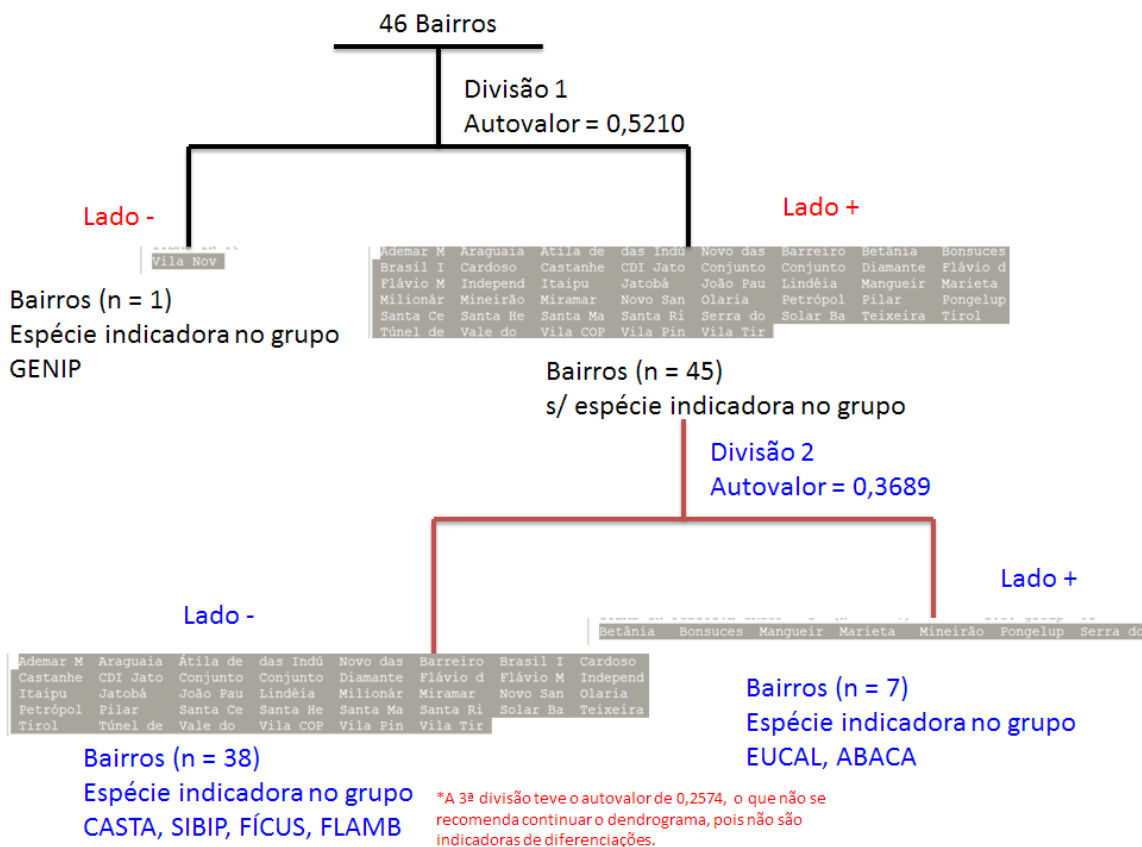 46 Bairros
Divisão 1
Autovalor = 0,5210
Lado -
Lado +
Vila Nov
Ademar M Araguaia Átila de das Indú Novo das Barreiro Betânia Bonsuces
Brasil I Cardoso Castanhe CDI Jato Conjunto Conjunto Diamante Flávio d
Flávio M Independ Itaipu Jatobá João Pau Lindéia Mangueir Marieta
Milionár Mineirão Miramar Novo San Olaria Petrópol Pilar Pongelup
Santa Ce Santa He Santa Ma Santa Ri Serra do Solar Ba Teixeira Tirol
Túnel de Vale do Vila COP Vila Pin Vila Tir
Bairros (n = 1)
Espécie indicadora no grupo
GENIP
Bairros (n = 45)
s/ espécie indicadora no grupo
Divisão 2
Autovalor = 0,3689
Lado -
Lado +
Betânia Bonsuces Mangueir Marieta Mineirão Pongelup Serra do
Ademar M Araguaia Átila de das Indú Novo das Barreiro Brasil I Cardoso
Castanhe CDI Jato Conjunto Conjunto Diamante Flávio d Flávio M Independ
Itaipu Jatobá João Pau Lindéia Milionár Miramar Novo San Olaria
Petrópol Pilar Santa Ce Santa He Santa Ma Santa Ri Solar Ba Teixeira
Tirol Túnel de Vale do Vila COP Vila Pin Vila Tir
Bairros (n = 7)
Espécie indicadora no grupo
EUCAL, ABACA
Bairros (n = 38)
Espécie indicadora no grupo
CASTA, SIBIP, FÍCUS, FLAMB
*A 3ª divisão teve o autovalor de 0,2574, o que não se
recomenda continuar o dendrograma, pois não são
indicadoras de diferenciações.